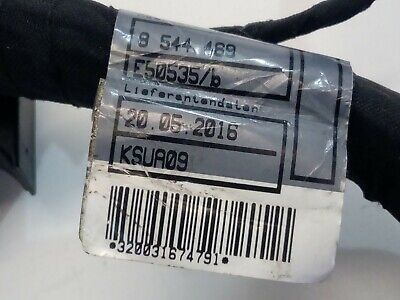 9 544 469
E50535/b
Lieferantendaten
20.05.2016
KSUA09
*320031674791*